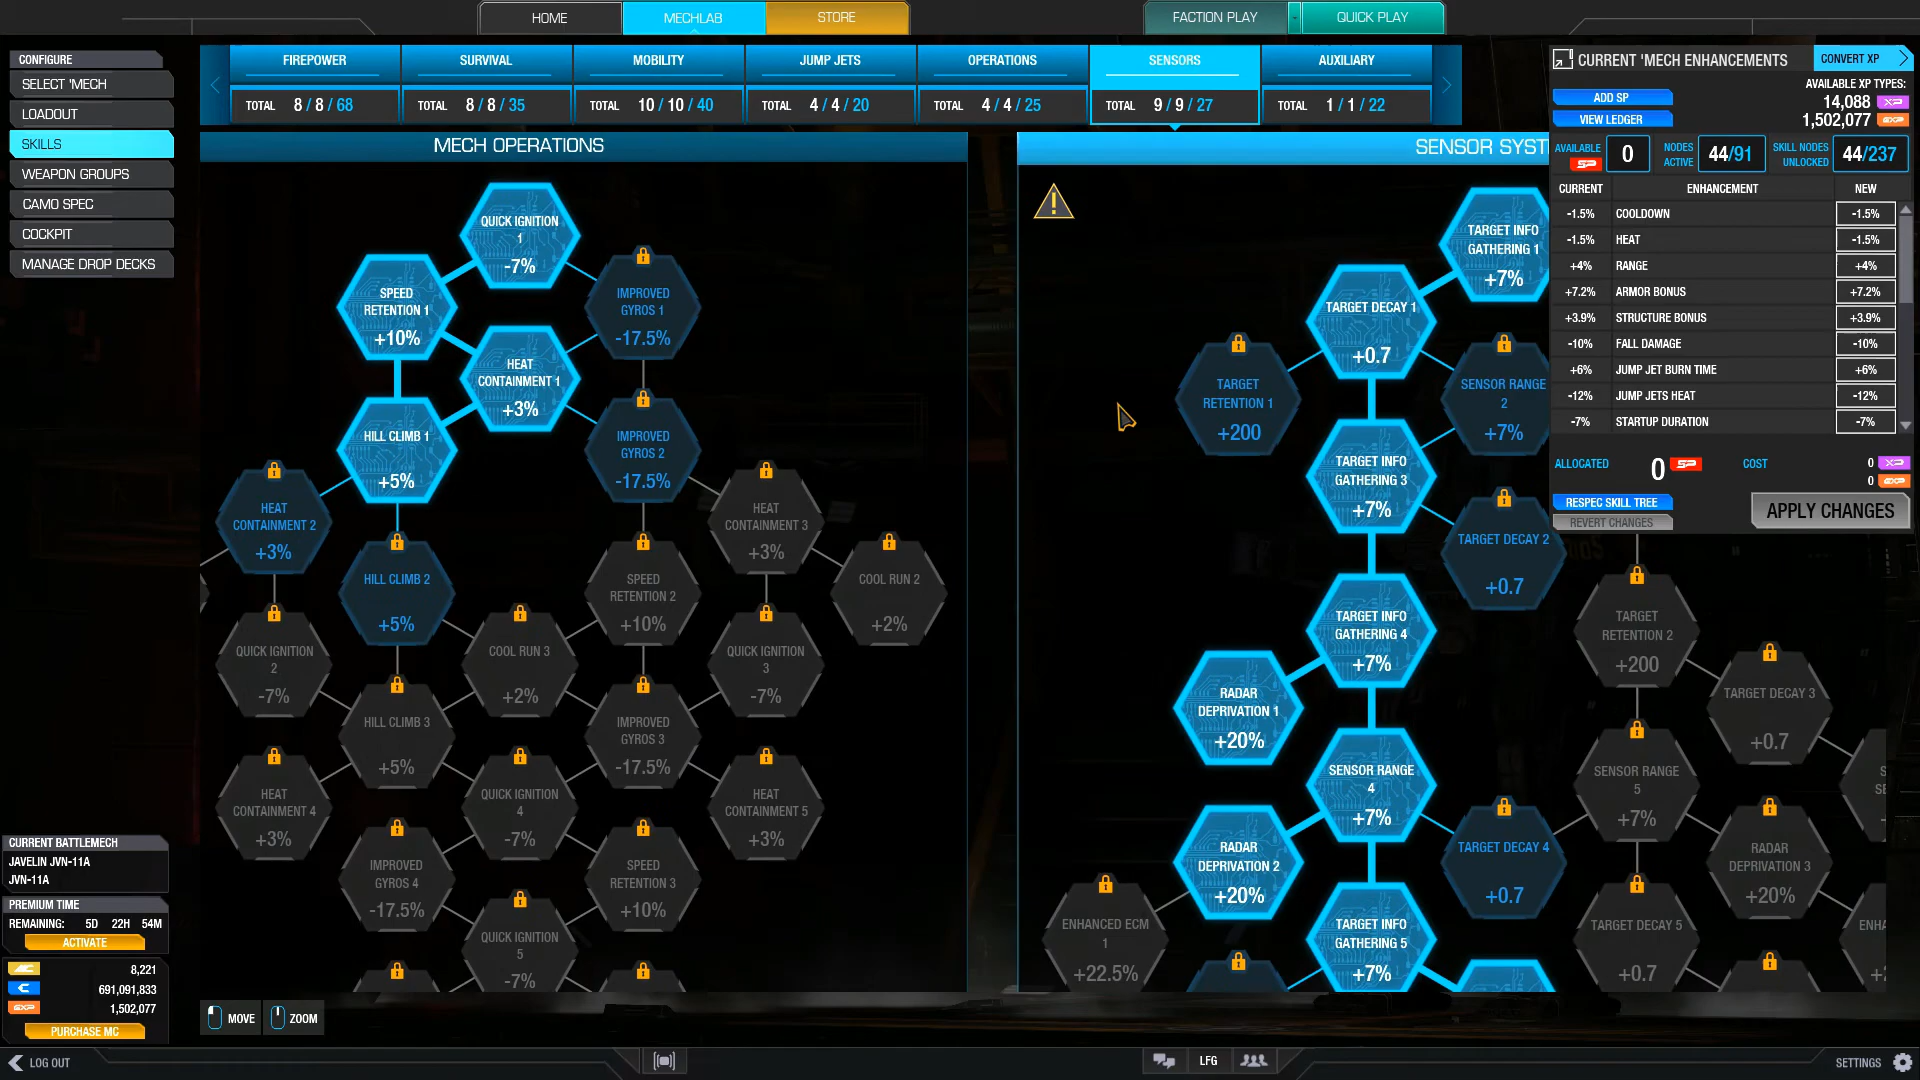 HOME
MECHLAB
STORE
FACTION PLAY
QUICK PLAY
CONFIGURE
SELECT 'MECH
LOADOUT
SKILLS
WEAPON GROUPS
CAMO SPEC
COCKPIT
MANAGE DROP DECKS
FIREPOWER
TOTAL 8 / 8 / 68
SURVIVAL
TOTAL 8 / 8 / 35
MOBILITY
TOTAL 10 / 10 / 40
JUMP JETS
TOTAL 4 / 4 / 20
OPERATIONS
TOTAL 4 / 4 / 25
SENSORS
TOTAL 9 / 9 / 27
AUXILIARY
TOTAL 1 / 1 / 22
MECH OPERATIONS
QUICK IGNITION
1
-7%
SPEED
RETENTION 1
+10%
IMPROVED
GYROS 1
-17.5%
HEAT
CONTAINMENT 1
+3%
HILL CLIMB 1
+5%
IMPROVED
GYROS 2
-17.5%
HEAT
CONTAINMENT 2
+3%
HEAT
CONTAINMENT 3
+3%
HILL CLIMB 2
+5%
SPEED
RETENTION 2
+10%
COOL RUN 2
+2%
QUICK IGNITION
2
-7%
COOL RUN 3
+2%
QUICK IGNITION
3
-7%
HILL CLIMB 3
+5%
IMPROVED
GYROS 3
-17.5%
HEAT
CONTAINMENT 4
+3%
QUICK IGNITION
4
-7%
HEAT
CONTAINMENT 5
+3%
IMPROVED
GYROS 4
-17.5%
SPEED
RETENTION 3
+10%
QUICK IGNITION
5
-7%
SENSOR SYST
TARGET INFO
GATHERING 1
+7%
TARGET DECAY 1
+0.7
TARGET
RETENTION 1
+200
SENSOR RANGE
2
+7%
TARGET INFO
GATHERING 3
+7%
TARGET DECAY 2
+0.7
TARGET INFO
GATHERING 4
+7%
TARGET
RETENTION 2
+200
RADAR
DEPRIVATION 1
+20%
TARGET DECAY 3
+0.7
SENSOR RANGE
4
+7%
SENSOR RANGE
5
+7%
RADAR
DEPRIVATION 2
+20%
TARGET DECAY 4
+0.7
RADAR
DEPRIVATION 3
+20%
ENHANCED ECM
1
+22.5%
TARGET INFO
GATHERING 5
+7%
TARGET DECAY 5
+0.7
S
SE
ENHA
+2
CURRENT 'MECH ENHANCEMENTS
CONVERT XP
AVAILABLE XP TYPES:
14,088 XP
1,502,077 GXP
ADD SP
VIEW LEDGER
AVAILABLE
SP
0
NODES
ACTIVE
44/91
SKILL NODES
UNLOCKED
44/237
CURRENT ENHANCEMENT NEW
-1.5% COOLDOWN -1.5%
-1.5% HEAT -1.5%
+4% RANGE +4%
+7.2% ARMOR BONUS +7.2%
+3.9% STRUCTURE BONUS +3.9%
-10% FALL DAMAGE -10%
+6% JUMP JET BURN TIME +6%
-12% JUMP JETS HEAT -12%
-7% STARTUP DURATION -7%
ALLOCATED 0 SP
COST 0 XP
0 GXP
RESPEC SKILL TREE
REVERT CHANGES
APPLY CHANGES
CURRENT BATTLEMECH
JAVELIN JVN-11A
JVN-11A
PREMIUM TIME
REMAINING: 5D 22H 54M
ACTIVATE
MC 8,221
C 691,091,833
GXP 1,502,077
PURCHASE MC
MOVE
ZOOM
LOG OUT
LFG
SETTINGS